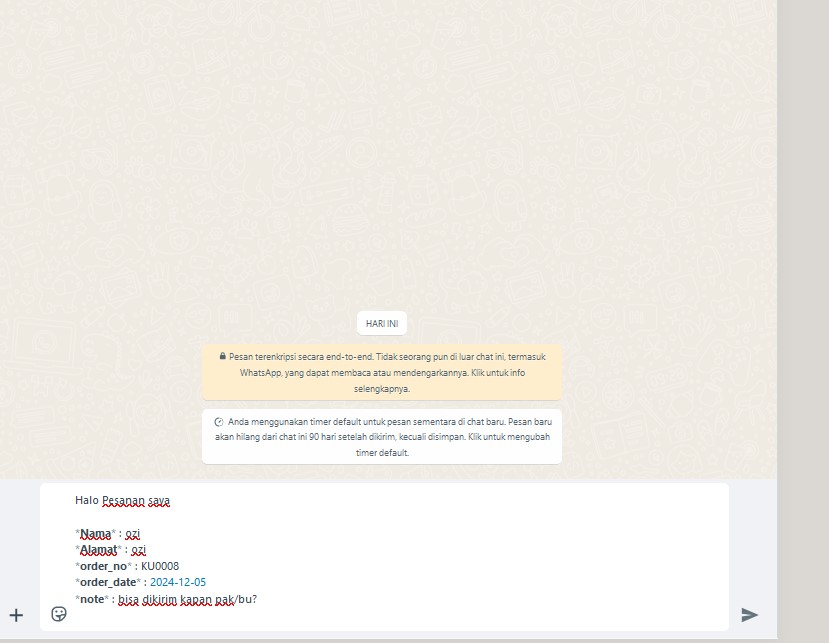 HARI INI
Pesan terenkripsi secara end-to-end. Tidak seorang pun di luar chat ini, termasuk
WhatsApp, yang dapat membaca atau mendengarkannya. Klik untuk info
selengkapnya.
Anda menggunakan timer default untuk pesan sementara di chat baru. Pesan baru
akan hilang dari chat ini 90 hari setelah dikirim, kecuali disimpan. Klik untuk mengubah
timer default.
Halo Pesanan saya
*Nama* : ozi
*Alamat* : ozi
*order_no* : KU0008
*order_date* : 2024-12-05
*note* : bisa dikirim kapan pak/bu?